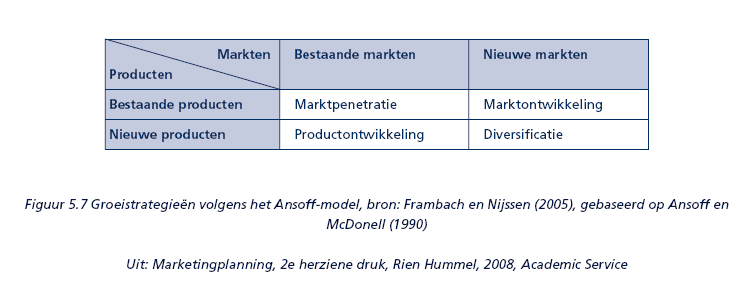 Markten
Producten
Bestaande markten
Nieuwe markten
Bestaande producten
Marktpenetratie
Marktontwikkeling
Nieuwe producten
Productontwikkeling
Diversificatie
Figuur 5.7 Groeistrategieën volgens het Ansoff-model, bron: Frambach en Nijssen (2005), gebaseerd op Ansoff en
McDonell (1990)
Uit: Marketingplanning, 2e herziene druk, Rien Hummel, 2008, Academic Service